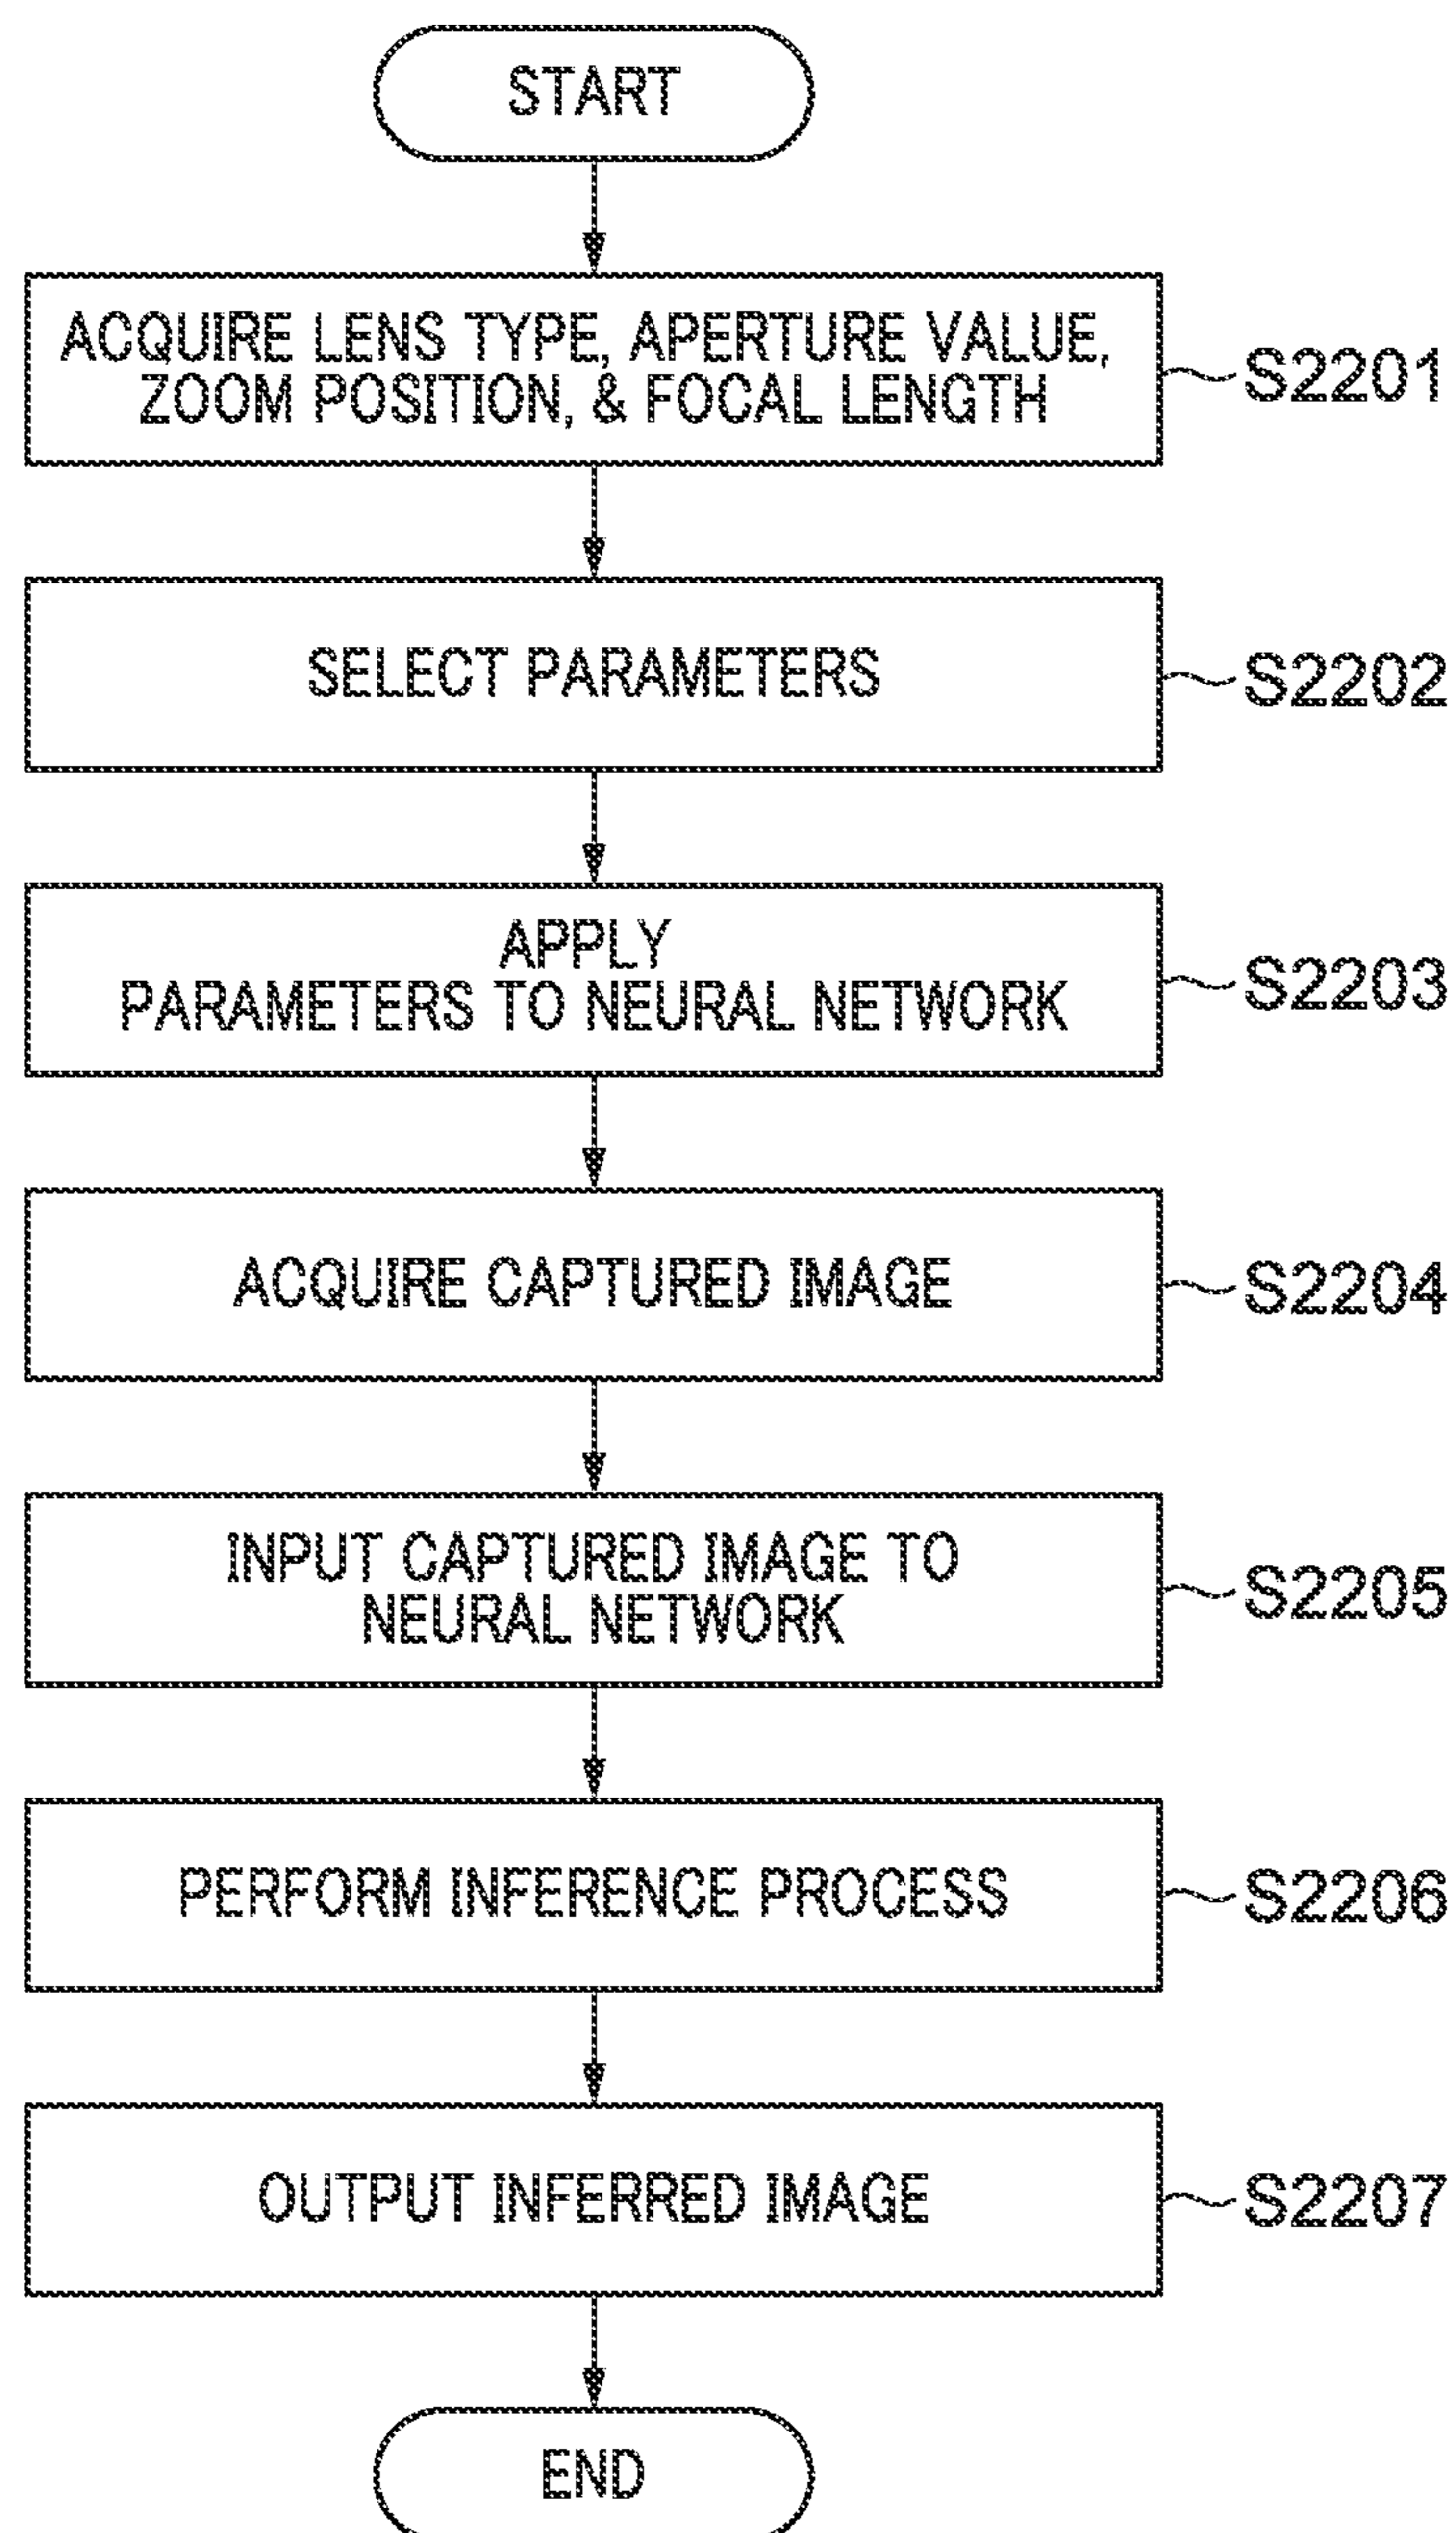 START
ACQUIRE LENS TYPE, APERTURE VALUE,
ZOOM POSITION, & FOCAL LENGTH
S2201
SELECT PARAMETERS
S2202
APPLY
PARAMETERS TO NEURAL NETWORK
S2203
ACQUIRE CAPTURED IMAGE
S2204
INPUT CAPTURED IMAGE TO
NEURAL NETWORK
S2205
PERFORM INFERENCE PROCESS
S2206
OUTPUT INFERRED IMAGE
S2207
END